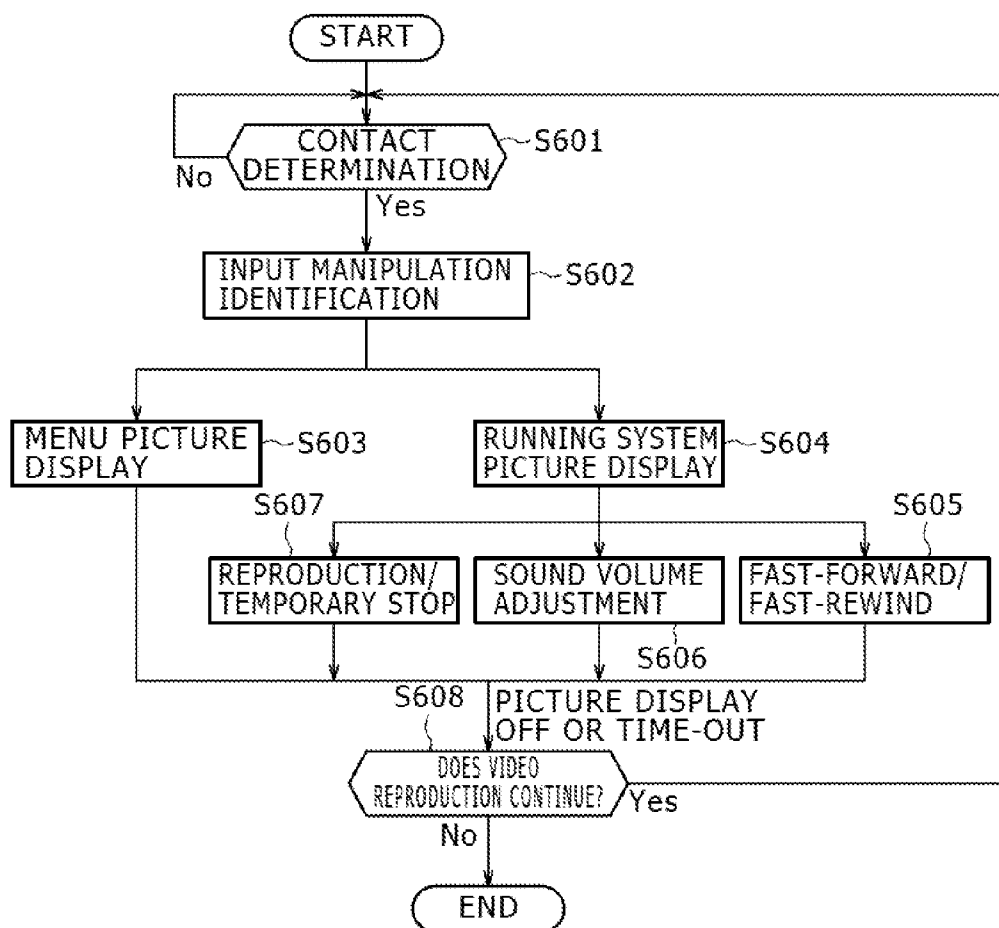 START
CONTACT
DETERMINATION
S601
No
Yes
INPUT MANIPULATION
IDENTIFICATION
S602
MENU PICTURE
DISPLAY
S603
RUNNING SYSTEM
PICTURE DISPLAY
S604
S607
REPRODUCTION/
TEMPORARY STOP
SOUND VOLUME
ADJUSTMENT
S606
S605
FAST-FORWARD/
FAST-REWIND
PICTURE DISPLAY
OFF OR TIME-OUT
S608
DOES VIDEO
REPRODUCTION CONTINUE?
Yes
No
END